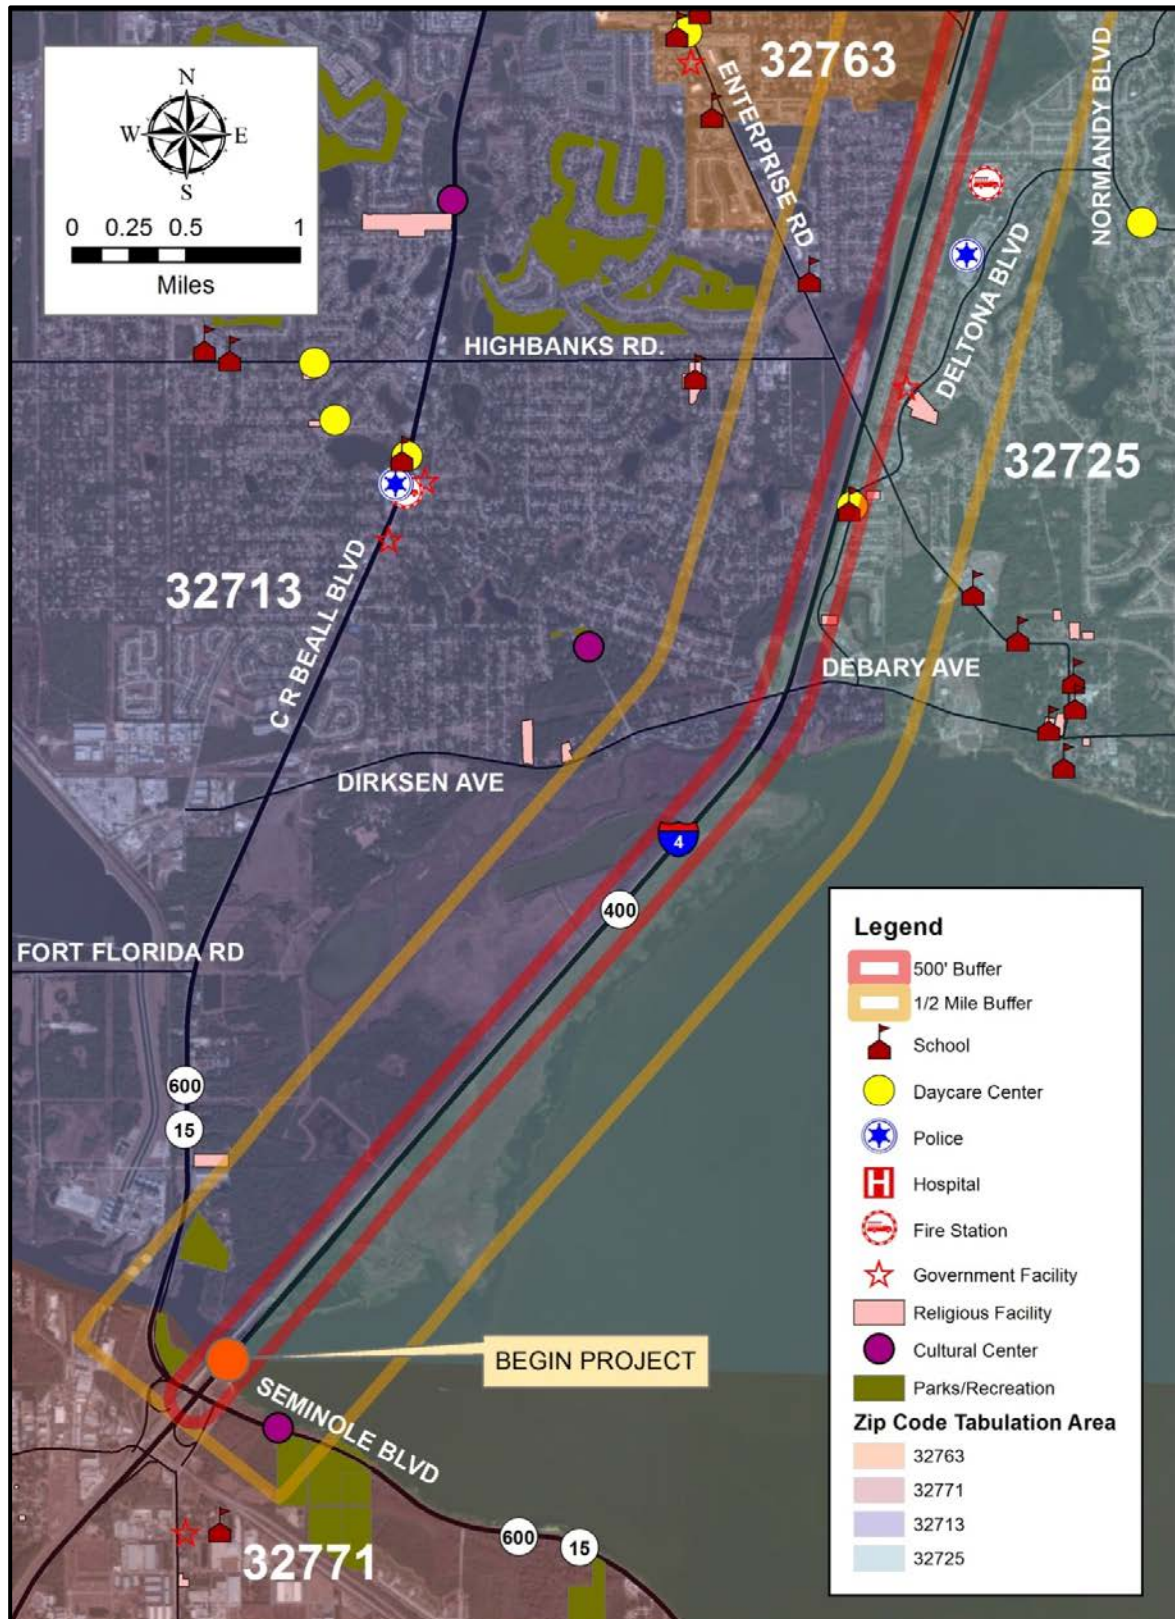 32763
ENTERPRISE RD
NORMANDY BLVD
N
W
E
S
0
0.25
0.5
1
Miles
HIGHBANKS RD.
DELTONA BLVD
32725
32713
C R BEALL BLVD
DEBARY AVE
DIRKSEN AVE
4
400
FORT FLORIDA RD
600
15
BEGIN PROJECT
SEMINOLE BLVD
600
15
32771
Legend
500' Buffer
1/2 Mile Buffer
School
Daycare Center
Police
H
Hospital
Fire Station
Government Facility
Religious Facility
Cultural Center
Parks/Recreation
Zip Code Tabulation Area
32763
32771
32713
32725